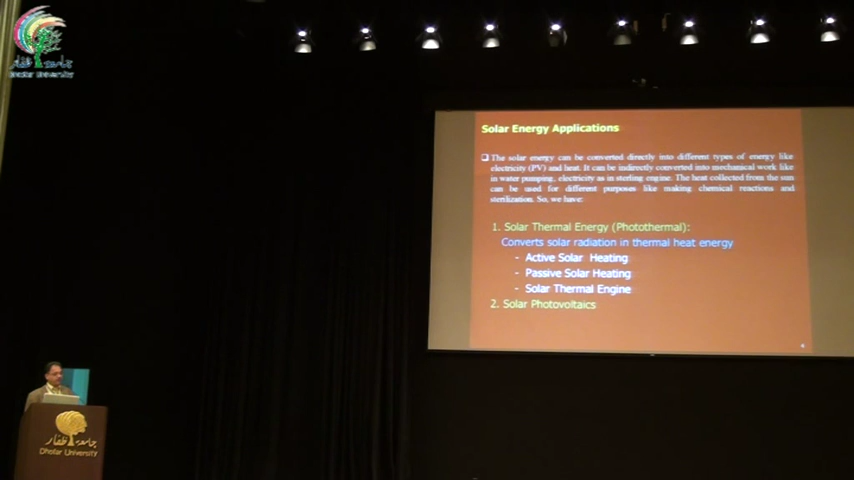 جامعة ظفار
Dhofar University
Solar Energy Applications
❑ The solar energy can be converted directly into different types of energy like
electricity (PV) and heat. It can be indirectly converted into mechanical work like
in water pumping, electricity as in sterling engine. The heat collected from the sun
can be used for different purposes like making chemical reactions and
sterilization. So, we have:
1. Solar Thermal Energy (Photothermal):
Converts solar radiation in thermal heat energy
- Active Solar Heating
- Passive Solar Heating
- Solar Thermal Engine
2. Solar Photovoltaics
جامعة ظفار
Dhofar University